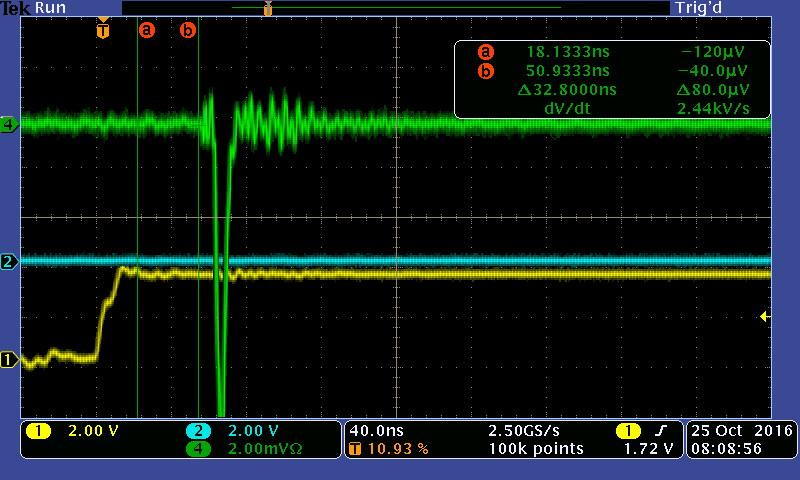 Tek Run Trig'd
T
T a b
a 18.1333ns −120µV
b 50.9333ns −40.0µV
Δ32.8000ns Δ80.0µV
dV/dt 2.44kV/s
4
2
1
1 2.00 V 2 2.00 V 40.0ns 2.50GS/s 1 25 Oct 2016
4 2.00mVΩ T 10.93 % 100k points 1.72 V 08:08:56